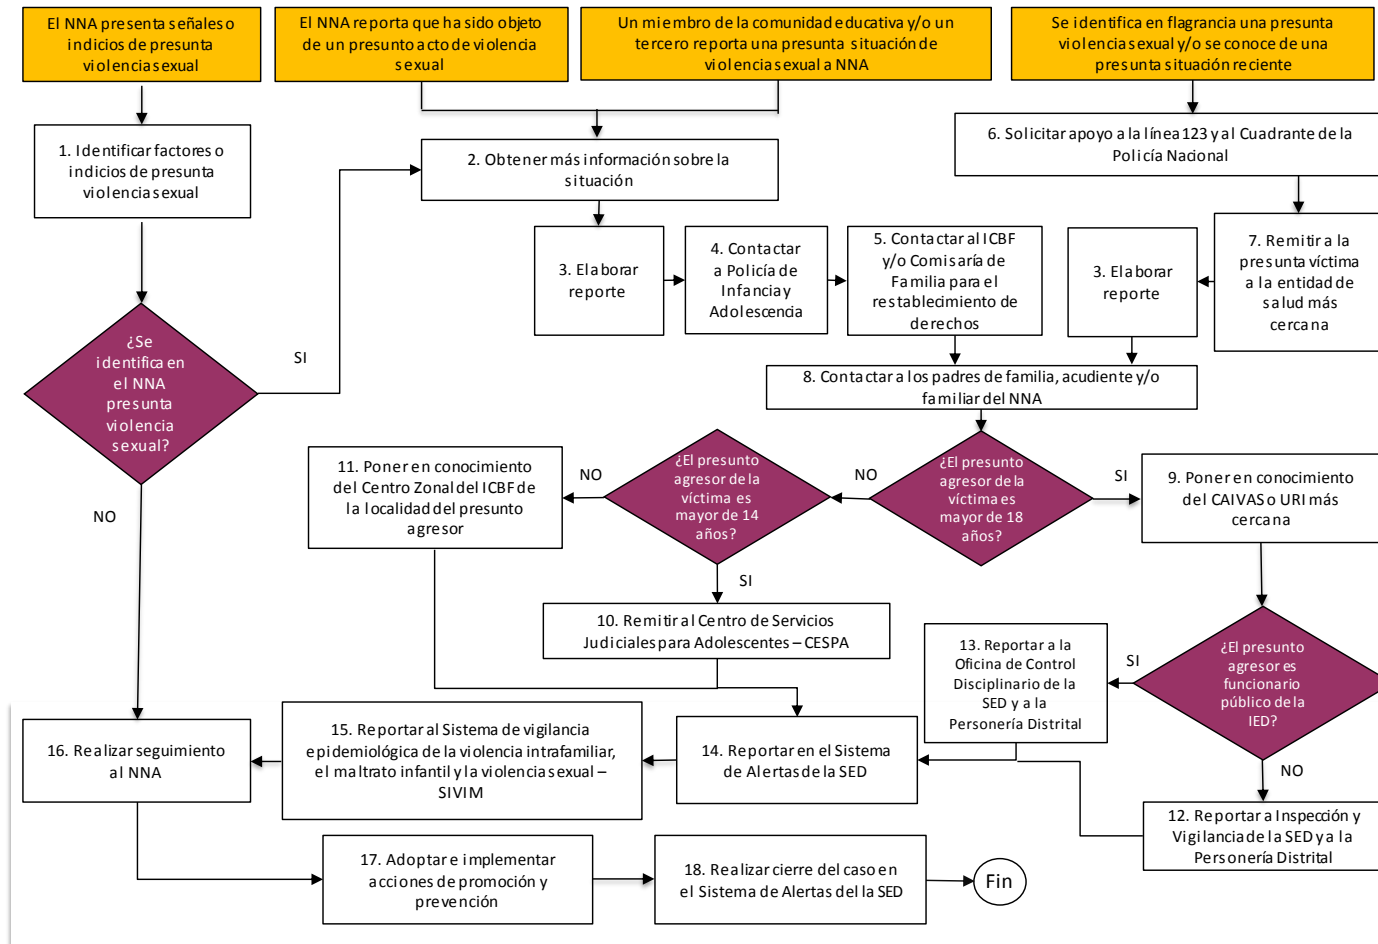 El NNA presenta señales o
indicios de presunta
violencia sexual
El NNA reporta que ha sido objeto
de un presunto acto de violencia
sexual
Un miembro de la comunidad educativa y/o un
tercero reporta una presunta situación de
violencia sexual a NNA
Se identifica en flagrancia una presunta
violencia sexual y/o se conoce de una
presunta situación reciente
1. Identificar factores o
indicios de presunta
violencia sexual
2. Obtener más información sobre la
situación
6. Solicitar apoyo a la línea 123 y al Cuadrante de la
Policía Nacional
3. Elaborar
reporte
4. Contactar
a Policía de
Infancia y
Adolescencia
5. Contactar al ICBF
y/o Comisaría de
Familia para el
restablecimiento de
derechos
3. Elaborar
reporte
7. Remitir a la
presunta víctima
a la entidad de
salud más
cercana
¿Se
identifica en
el NNA
presunta
violencia
sexual?
SI
NO
8. Contactar a los padres de familia, acudiente y/o
familiar del NNA
11. Poner en conocimiento
del Centro Zonal del ICBF de
la localidad del presunto
agresor
NO
¿El presunto
agresor de la
víctima es
mayor de 14
años?
NO
¿El presunto
agresor de la
víctima es
mayor de 18
años?
SI
9. Poner en conocimiento
del CAIVAS o URI más
cercana
SI
10. Remitir al Centro de Servicios
Judiciales para Adolescentes – CESPA
13. Reportar a la
Oficina de Control
Disciplinario de la
SED y a la
Personería Distrital
SI
¿El presunto
agresor es
funcionario
público de la
IED?
NO
16. Realizar seguimiento
al NNA
15. Reportar al Sistema de vigilancia
epidemiológica de la violencia intrafamiliar,
el maltrato infantil y la violencia sexual –
SIVIM
14. Reportar en el Sistema
de Alertas de la SED
12. Reportar a Inspección y
Vigilancia de la SED y a la
Personería Distrital
17. Adoptar e implementar
acciones de promoción y
prevención
18. Realizar cierre del caso en
el Sistema de Alertas del la SED
Fin